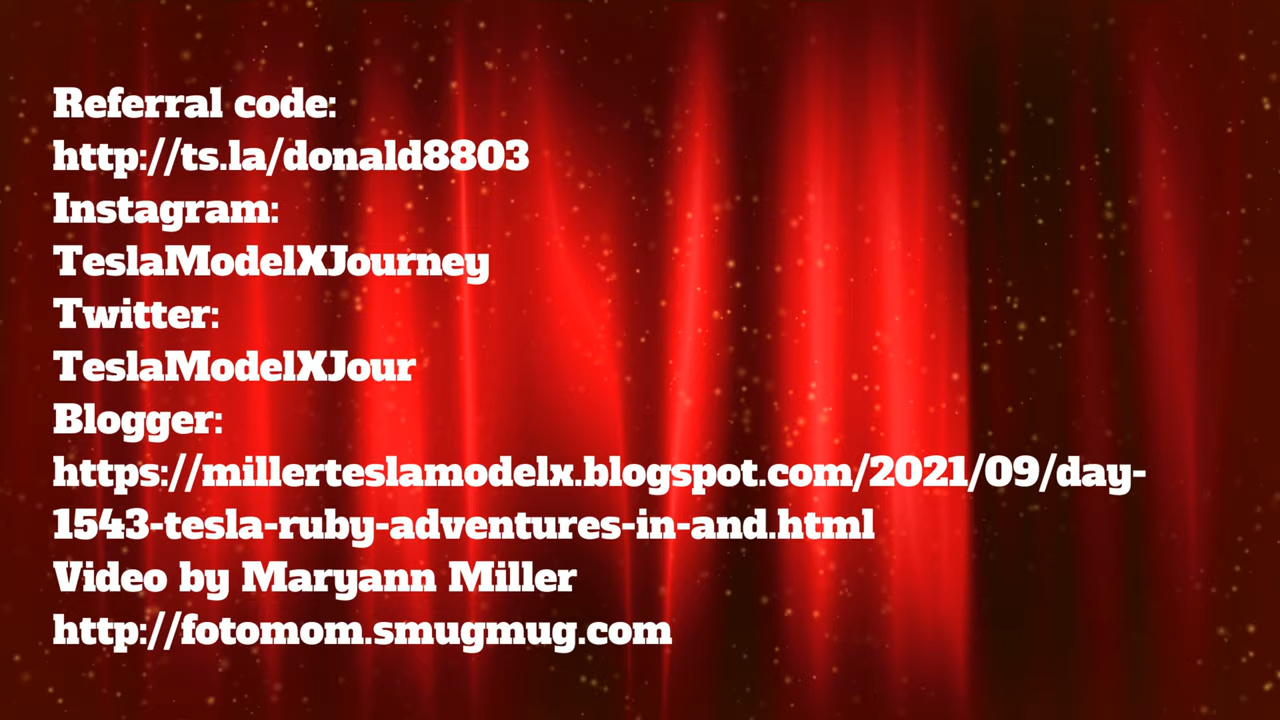 Referral code:
http://ts.la/donald8803
Instagram:
TeslaModelXJourney
Twitter:
TeslaModelXJour
Blogger:
https://millerteslamodelx.blogspot.com/2021/09/day-
1543-tesla-ruby-adventures-in-and.html
Video by Maryann Miller
http://fotomom.smugmug.com